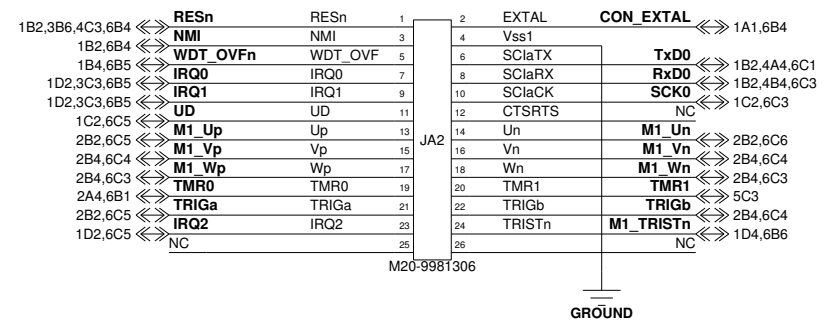 1B2,3B6,4C3,6B4 RESn RESn 1 2 EXTAL CON_EXTAL 1A1,6B4
1B2,6B4 NMI NMI 3 4 Vss1
1B4,6B5 WDT_OVFn WDT_OVF 5 6 SCIaTX TxD0 1B2,4A4,6C1
1D2,3C3,6B5 IRQ0 IRQ0 7 8 SCIaRX RxD0 1B2,4B4,6C3
1D2,3C3,6B5 IRQ1 IRQ1 9 10 SCIaCK SCK0 1C2,6C3
1C2,6C5 UD UD 11 12 CTSRTS NC
2B2,6C5 M1_Up Up 13 JA2 14 Un M1_Un 2B2,6C6
2B4,6C4 M1_Vp Vp 15 16 Vn M1_Vn 2B4,6C4
2B4,6C3 M1_Wp Wp 17 18 Wn M1_Wn 2B4,6C3
2A4,6B1 TMR0 TMR0 19 20 TMR1 TMR1 5C3
2B2,6C5 TRIGa TRIGa 21 22 TRIGb TRIGb 2B4,6C4
1D2,6C5 IRQ2 IRQ2 23 24 TRISTn M1_TRISTn 1D4,6B6
NC 25 26 NC
M20-9981306
GROUND